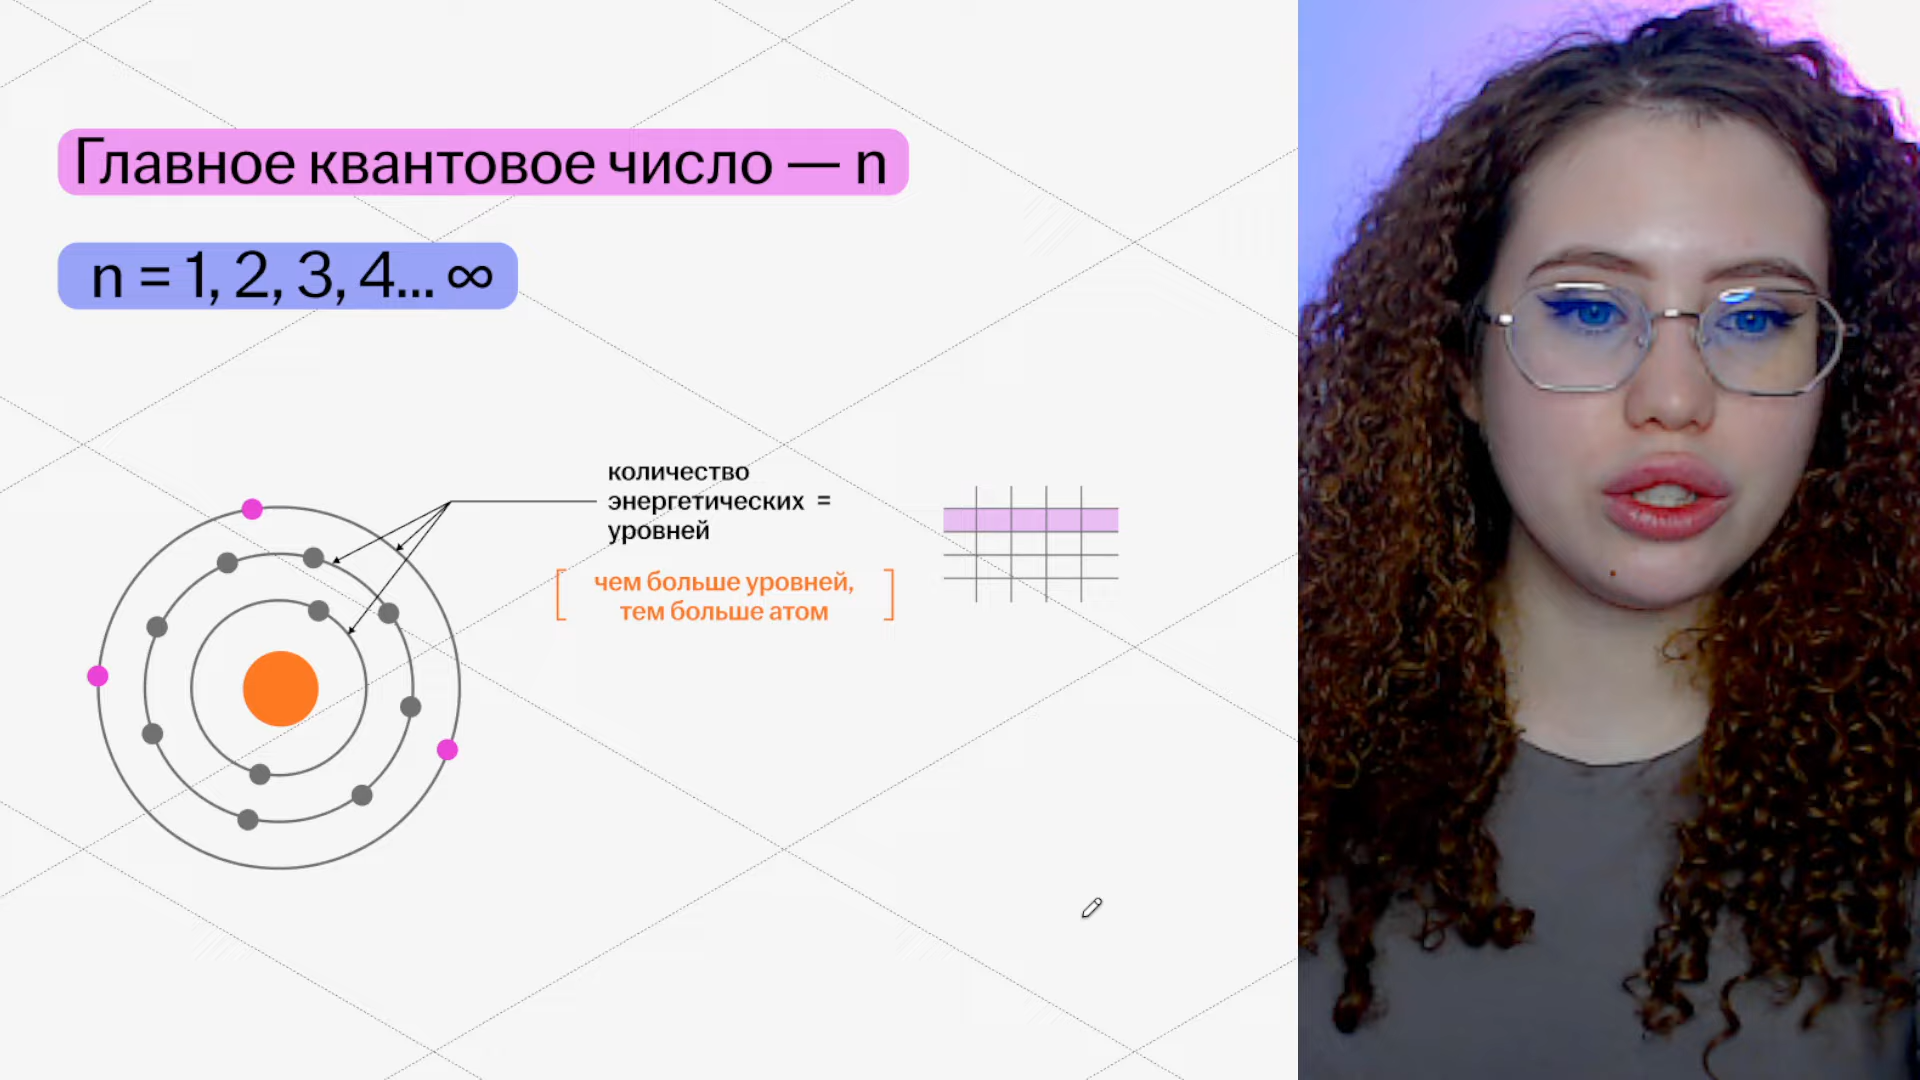 Главное квантовое число — n
n = 1, 2, 3, 4... ∞
количество
энергетических =
уровней
чем больше уровней,
тем больше атом